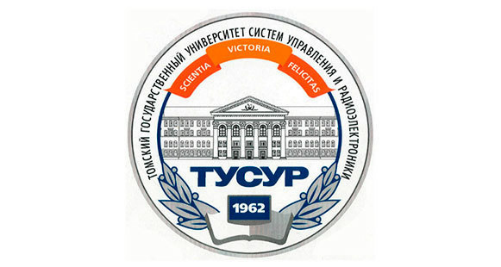 ТОМСКИЙ ГОСУДАРСТВЕННЫЙ УНИВЕРСИТЕТ СИСТЕМ УПРАВЛЕНИЯ И РАДИОЭЛЕКТРОНИКИ
SCIENTIA VICTORIA FELICITAS
ТУСУР
1962